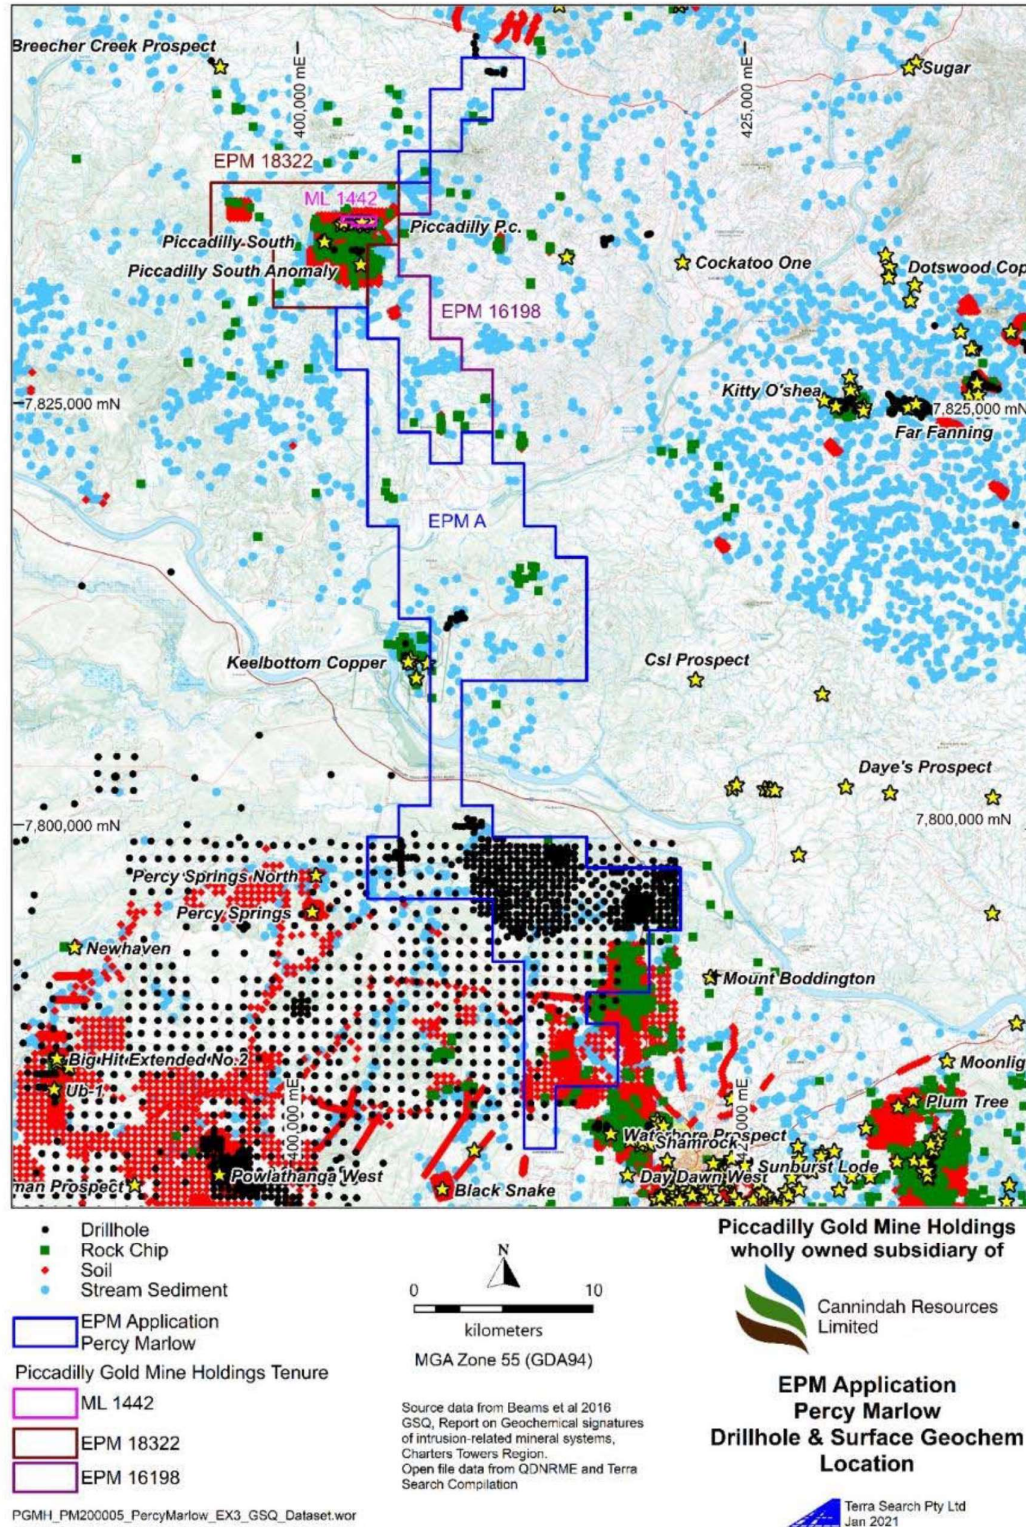 Breecher Creek Prospect
400,000 mE
425,000 mE
Sugar
EPM 18322
ML 1442
Piccadilly P.c.
Piccadilly South
Piccadilly South Anomaly
Cockatoo One
Dotswood Cop
EPM 16198
Kitty O'shea
7,825,000 mN
7,825,000 mN
Far Fanning
EPM A
Keelbottom Copper
Csl Prospect
Daye's Prospect
7,800,000 mN
7,800,000 mN
Percy Springs North
Percy Springs
Newhaven
Mount Boddington
Big Hit Extended No.2
Moonlig
Ub-1
Plum Tree
400,000 mE
Waterbore Prospect
Shamrock
Sunburst Lode
Powlathanga West
Day Dawn West
man Prospect
Black Snake
Drillhole
Rock Chip
Soil
Stream Sediment
EPM Application
Percy Marlow
Piccadilly Gold Mine Holdings Tenure
ML 1442
EPM 18322
EPM 16198
PGMH_PM200005_PercyMarlow_EX3_GSQ_Dataset.wor
N
0 10
kilometers
MGA Zone 55 (GDA94)
Source data from Beams et al 2016
GSQ, Report on Geochemical signatures
of intrusion-related mineral systems,
Charters Towers Region.
Open file data from QDNRME and Terra
Search Compilation
Piccadilly Gold Mine Holdings
wholly owned subsidiary of
Cannindah Resources
Limited
EPM Application
Percy Marlow
Drillhole & Surface Geochem
Location
Terra Search Pty Ltd
Jan 2021